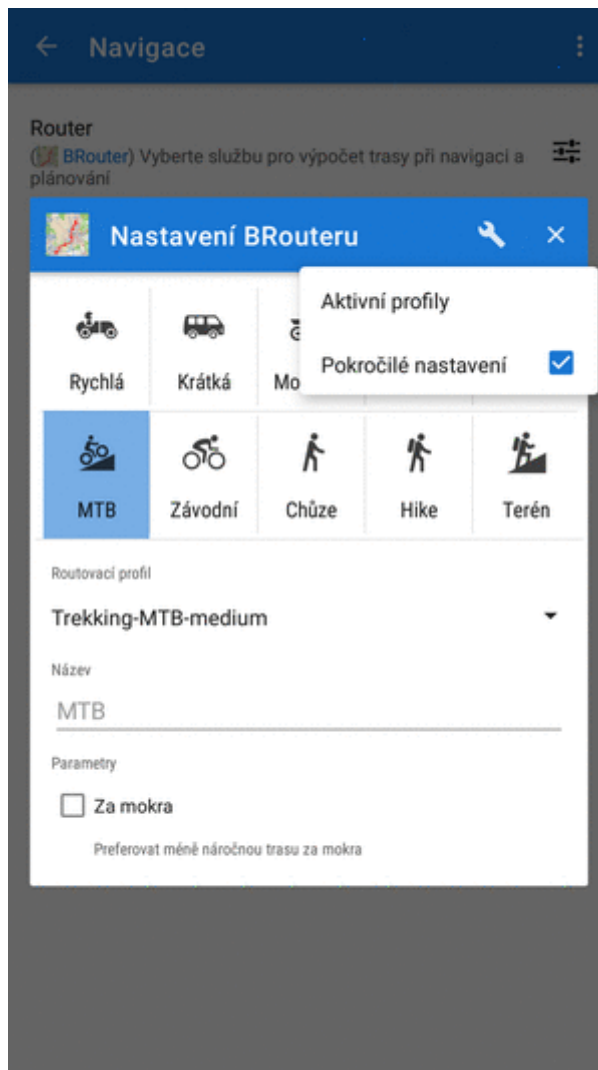 Navigace
Router
(BRouter) Vyberte službu pro výpočet trasy při navigaci a
plánování
Nastavení BRouteru
Aktivní profily
Pokročilé nastavení
Rychlá Krátká Mo
MTB Závodní Chůze Hike Terén
Routovací profil
Trekking-MTB-medium
Název
MTB
Parametry
Za mokra
Preferovat méně náročnou trasu za mokra